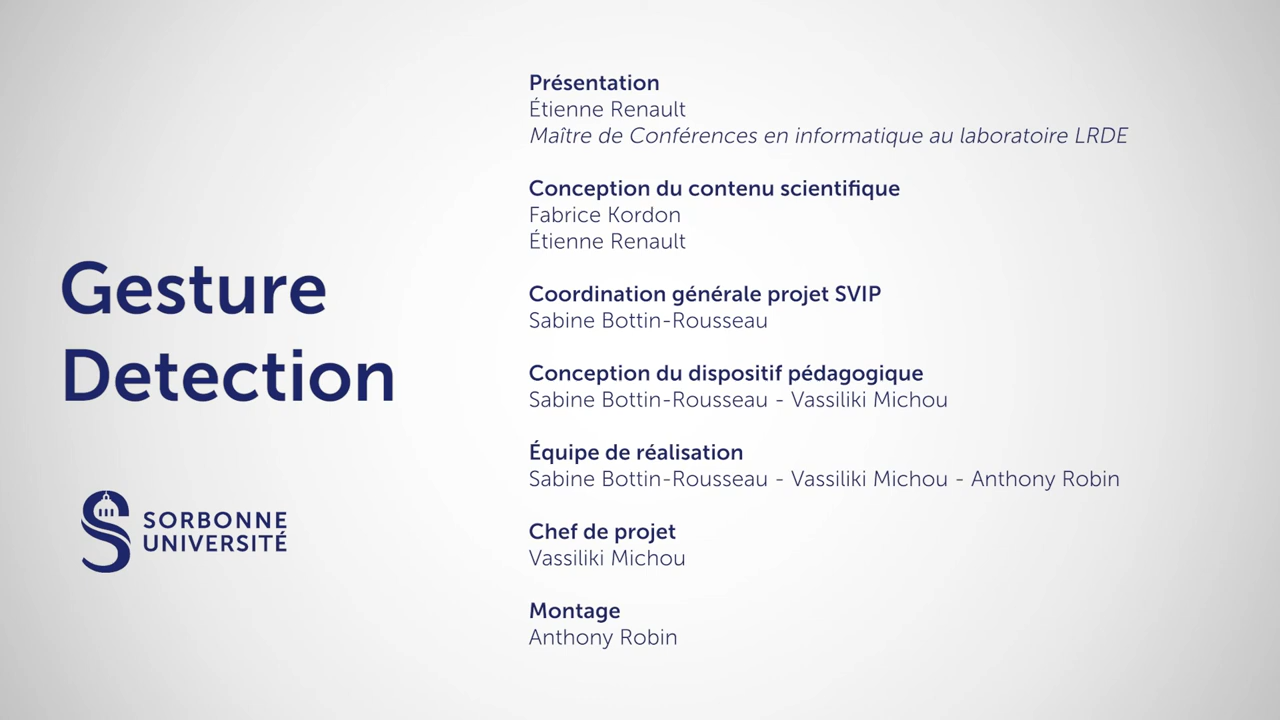 Gesture
Detection
SORBONNE
UNIVERSITÉ
Présentation
Étienne Renault
Maître de Conférences en informatique au laboratoire LRDE
Conception du contenu scientifique
Fabrice Kordon
Étienne Renault
Coordination générale projet SVIP
Sabine Bottin-Rousseau
Conception du dispositif pédagogique
Sabine Bottin-Rousseau - Vassiliki Michou
Équipe de réalisation
Sabine Bottin-Rousseau - Vassiliki Michou - Anthony Robin
Chef de projet
Vassiliki Michou
Montage
Anthony Robin